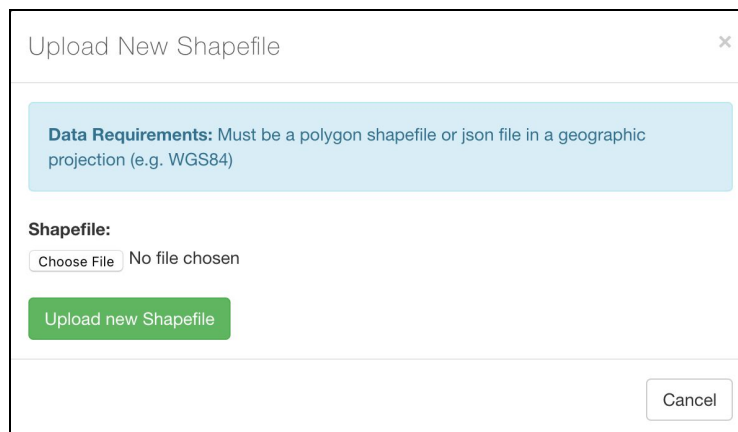 Upload New Shapefile ×
Data Requirements: Must be a polygon shapefile or json file in a geographic
projection (e.g. WGS84)
Shapefile:
Choose File No file chosen
Upload new Shapefile
Cancel